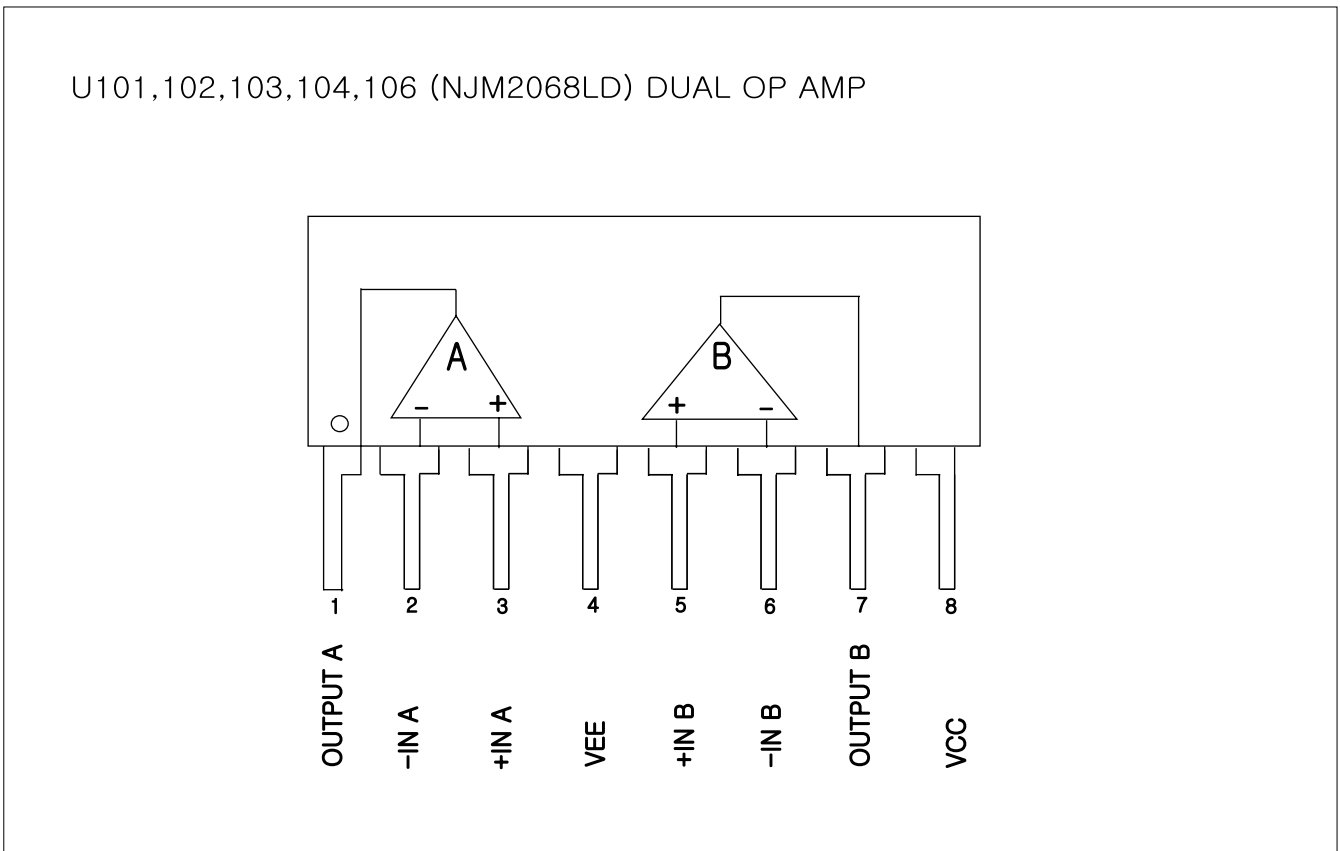 U101,102,103,104,106 (NJM2068LD) DUAL OP AMP
A
B
- +
+ -
1 2 3 4 5 6 7 8
OUTPUT A
-IN A
+IN A
VEE
+IN B
-IN B
OUTPUT B
VCC